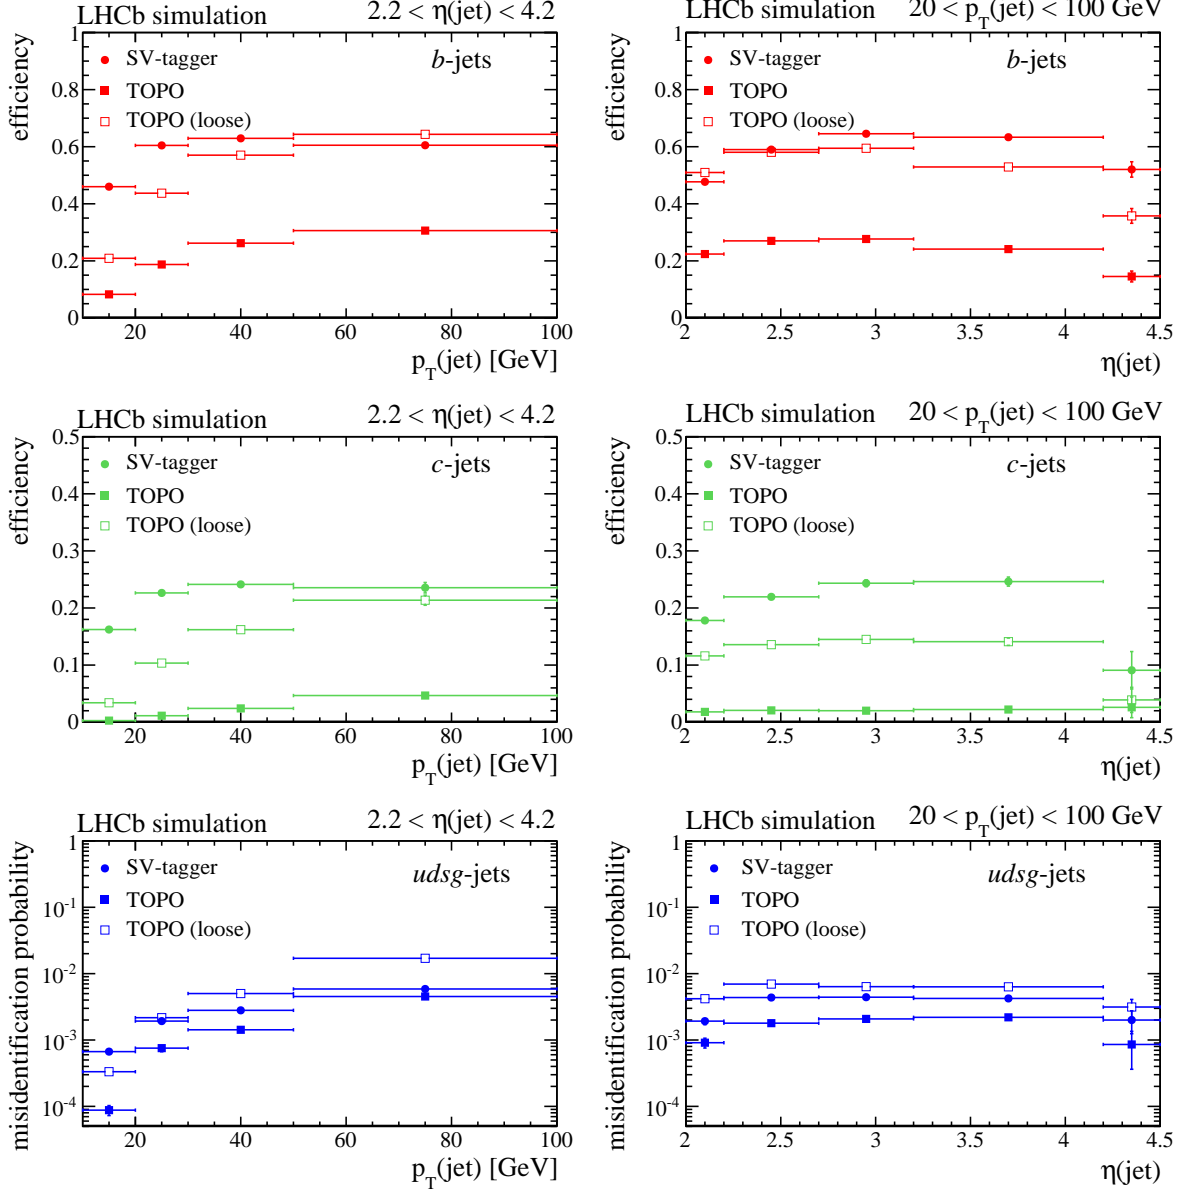 LHCb simulation 2.2 < η(jet) < 4.2
efficiency
1
0.8
0.6
0.4
0.2
0
SV-tagger
TOPO
TOPO (loose)
b-jets
20 40 60 80 100
p_T(jet) [GeV]
LHCb simulation 20 < p_T(jet) < 100 GeV
efficiency
1
0.8
0.6
0.4
0.2
0
SV-tagger
TOPO
TOPO (loose)
b-jets
2 2.5 3 3.5 4 4.5
η(jet)
LHCb simulation 2.2 < η(jet) < 4.2
efficiency
0.5
0.4
0.3
0.2
0.1
0
SV-tagger
TOPO
TOPO (loose)
c-jets
20 40 60 80 100
p_T(jet) [GeV]
LHCb simulation 20 < p_T(jet) < 100 GeV
efficiency
0.5
0.4
0.3
0.2
0.1
0
SV-tagger
TOPO
TOPO (loose)
c-jets
2 2.5 3 3.5 4 4.5
η(jet)
LHCb simulation 2.2 < η(jet) < 4.2
misidentification probability
1
10⁻¹
10⁻²
10⁻³
10⁻⁴
SV-tagger
TOPO
TOPO (loose)
udsg-jets
20 40 60 80 100
p_T(jet) [GeV]
LHCb simulation 20 < p_T(jet) < 100 GeV
misidentification probability
1
10⁻¹
10⁻²
10⁻³
10⁻⁴
SV-tagger
TOPO
TOPO (loose)
udsg-jets
2 2.5 3 3.5 4 4.5
η(jet)